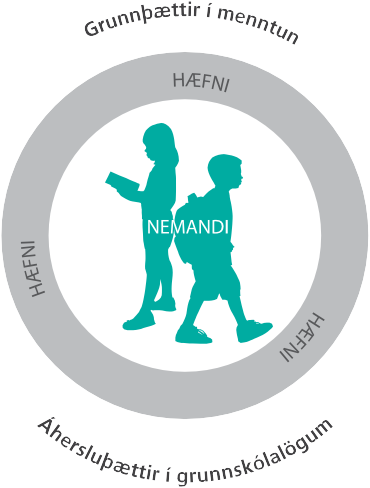 Grunnþættir í menntun
HÆFNI
NEMANDI
HÆFNI
HÆFNI
Áhersluþættir í grunnskólalögum